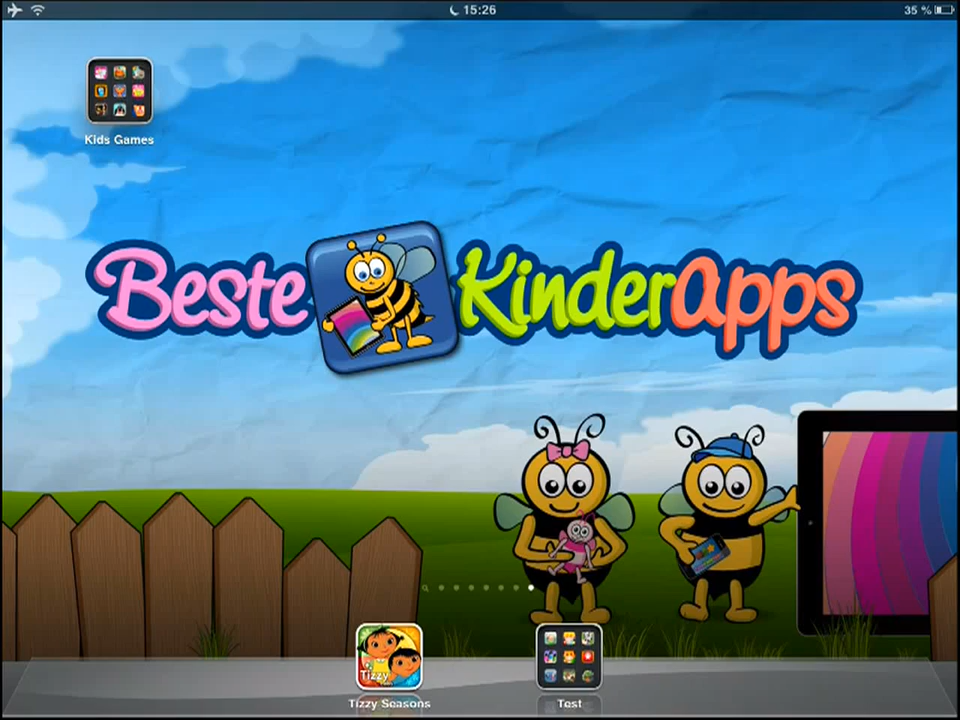 15:26
35 %
Kids Games
Beste KinderApps
Tizzy
Tizzy Seasons
Test